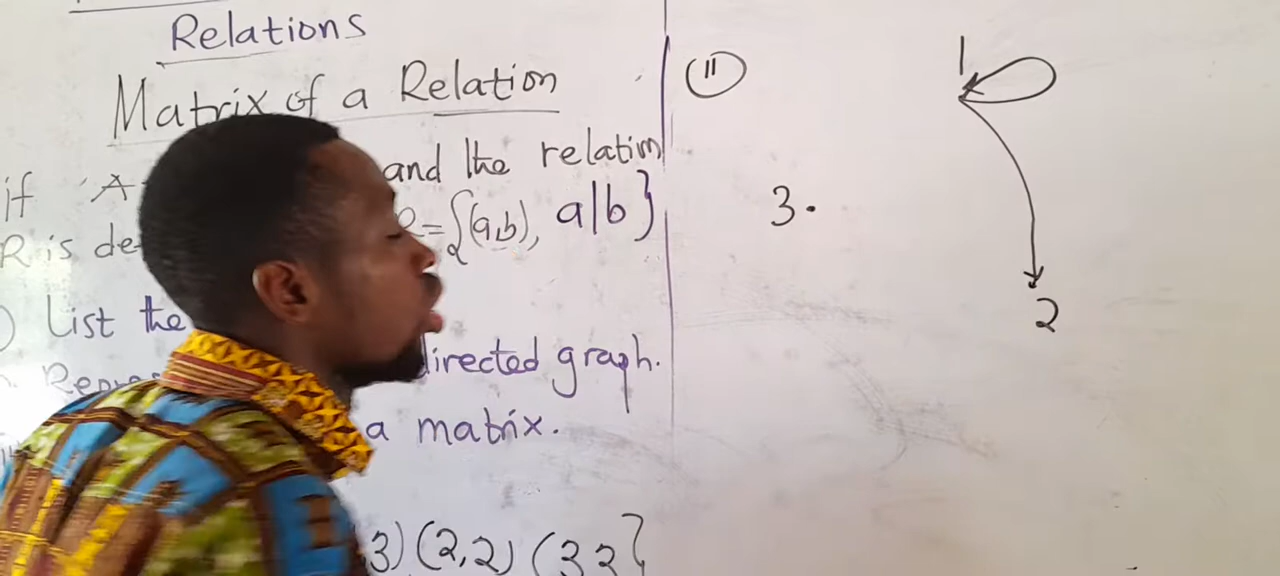 Relations
Matrix of a Relation
if A and the relation
R is de R={(a,b), a|b}
) List the
directed graph.
a matrix.
3) (2,2) (3 3}
(ii)
1
3.
2